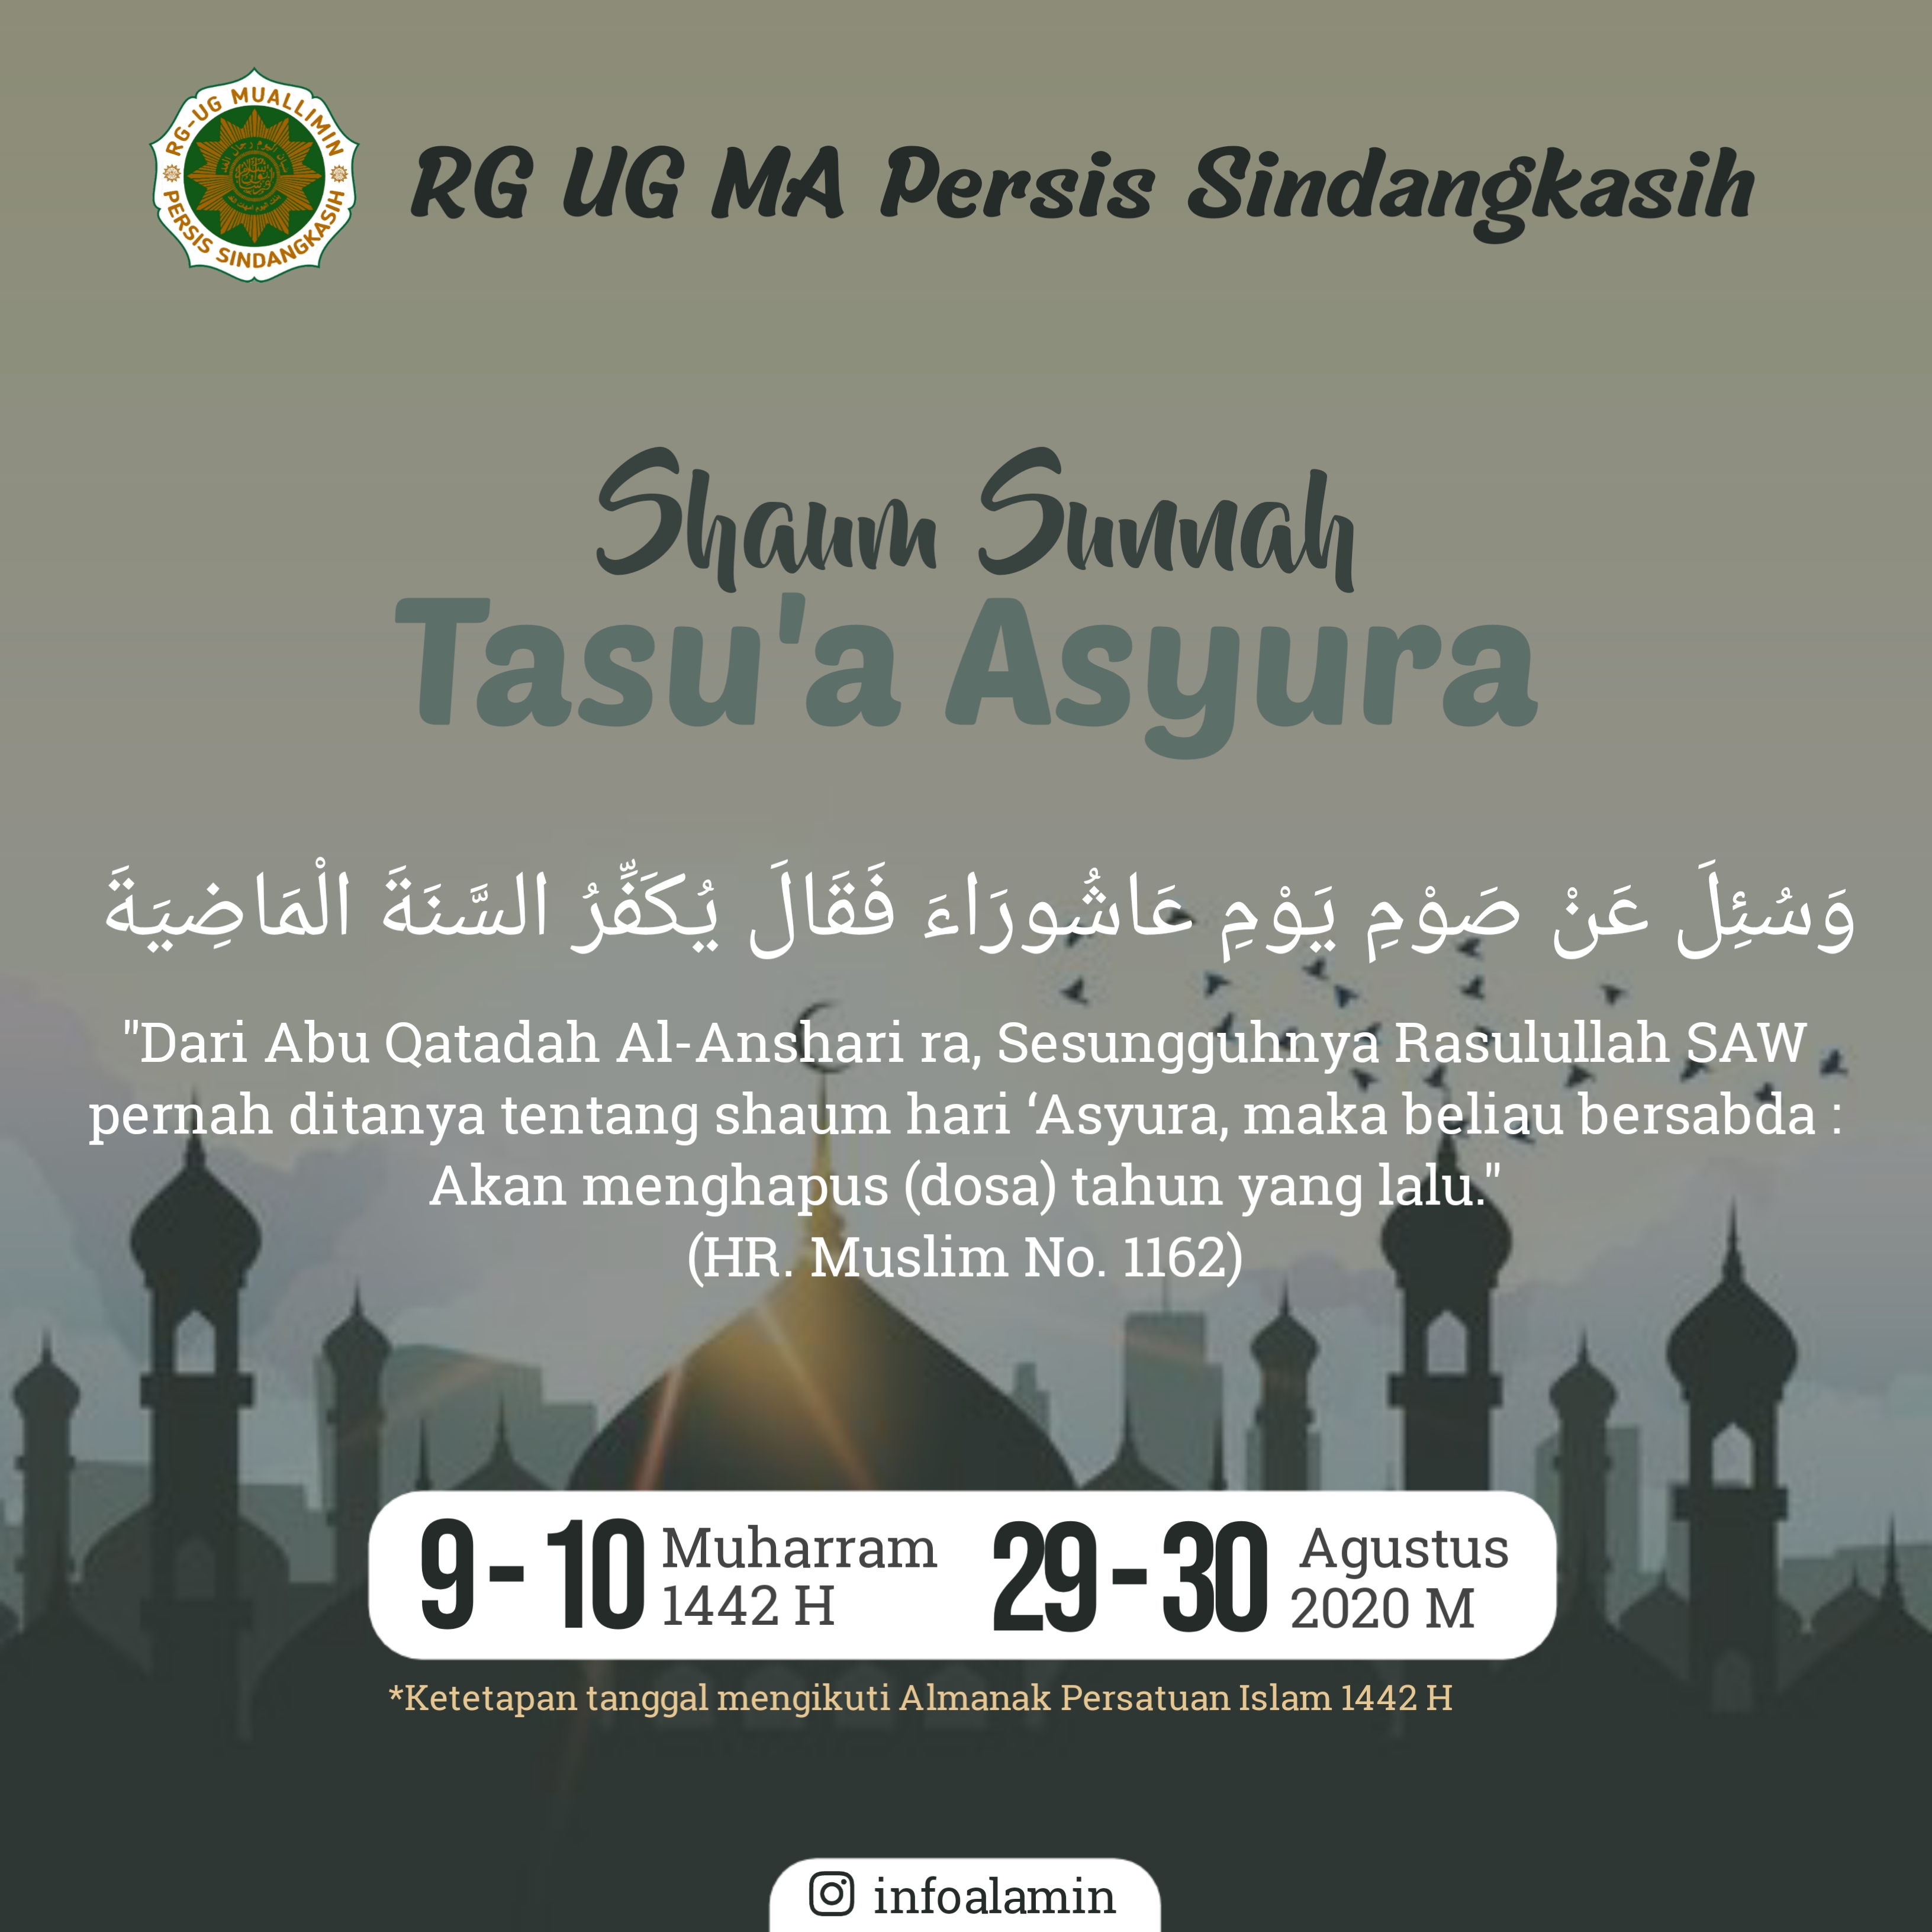 RG-UG MUALLIMIN
PERSIS SINDANGKASIH
RG UG MA Persis Sindangkasih
Shaum Sunnah
Tasu'a Asyura
وَسُئِلَ عَنْ صَوْمِ يَوْمِ عَاشُورَاءَ فَقَالَ يُكَفِّرُ السَّنَةَ الْمَاضِيَةَ
"Dari Abu Qatadah Al-Anshari ra, Sesungguhnya Rasulullah SAW
pernah ditanya tentang shaum hari ‘Asyura, maka beliau bersabda :
Akan menghapus (dosa) tahun yang lalu."
(HR. Muslim No. 1162)
9 - 10 Muharram 1442 H
29 - 30 Agustus 2020 M
*Ketetapan tanggal mengikuti Almanak Persatuan Islam 1442 H
infoalamin